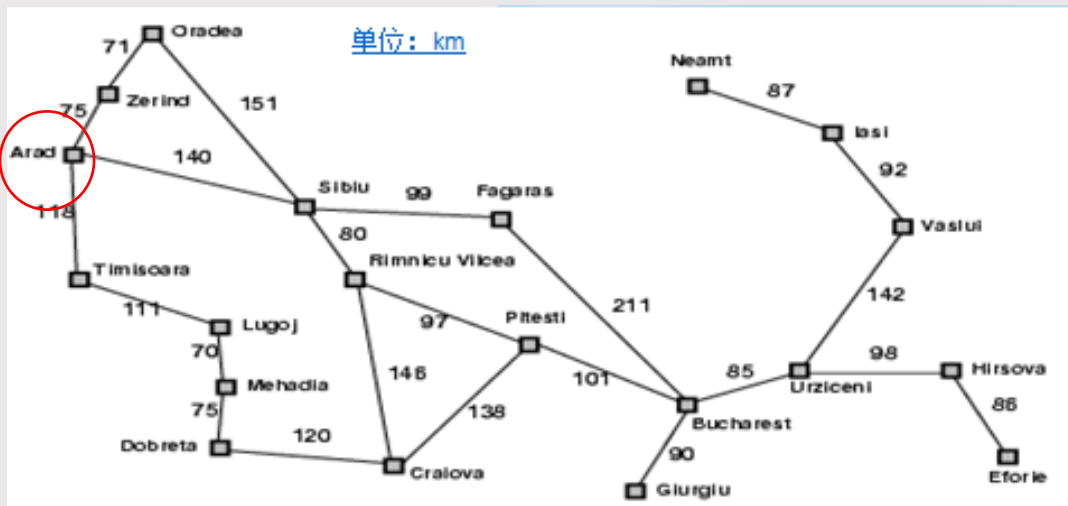 Oradea
单位：km
71
Neamt
87
Zerind
151
75
Iasi
Arad
140
92
Sibiu
99
Fagaras
118
80
Vaslui
Timisoara
Rimnicu Vilcea
142
111
211
Lugoj
97
Pitesti
70
98
Mehadia
146
101
85
Hirsova
Urziceni
75
138
86
Bucharest
Dobreta
120
90
Craiova
Eforie
Giurgiu